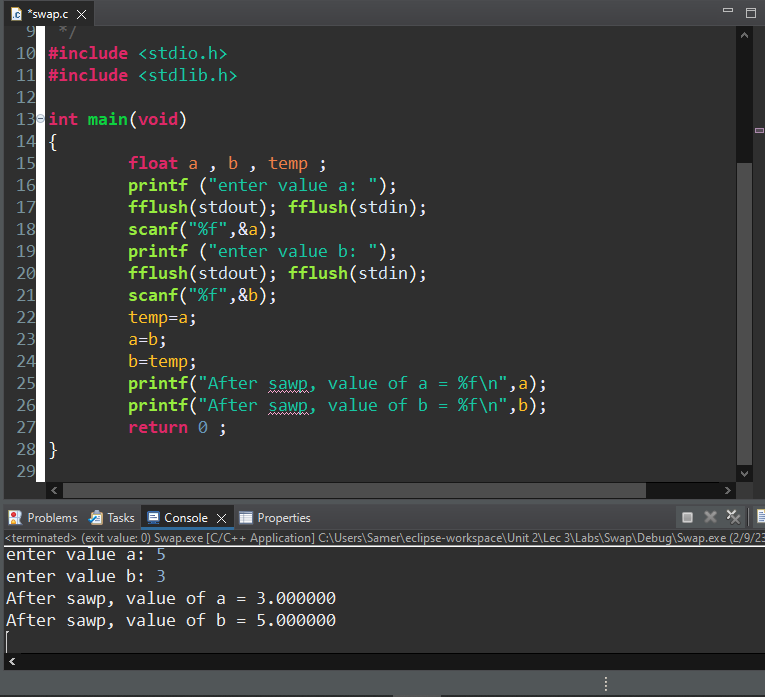 *swap.c
9 */
10 #include <stdio.h>
11 #include <stdlib.h>
12
13 int main(void)
14 {
15 float a , b , temp ;
16 printf ("enter value a: ");
17 fflush(stdout); fflush(stdin);
18 scanf("%f",&a);
19 printf ("enter value b: ");
20 fflush(stdout); fflush(stdin);
21 scanf("%f",&b);
22 temp=a;
23 a=b;
24 b=temp;
25 printf("After sawp, value of a = %f\n",a);
26 printf("After sawp, value of b = %f\n",b);
27 return 0 ;
28 }
29
Problems Tasks Console Properties
<terminated> (exit value: 0) Swap.exe [C/C++ Application] C:\Users\Samer\eclipse-workspace\Unit 2\Lec 3\Labs\Swap\Debug\Swap.exe (2/9/23
enter value a: 5
enter value b: 3
After sawp, value of a = 3.000000
After sawp, value of b = 5.000000